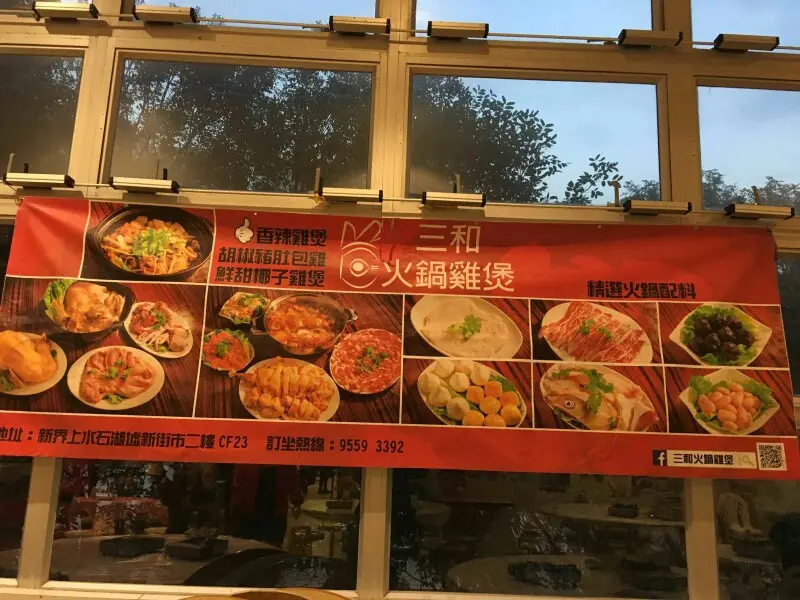 香辣雞煲
胡椒豬肚包雞
鮮甜椰子雞煲
三和
火鍋雞煲
精選火鍋配料
地址：新界上水石湖墟新街市二樓 CF23 訂坐熱線：9559 3392
f 三和火鍋雞煲